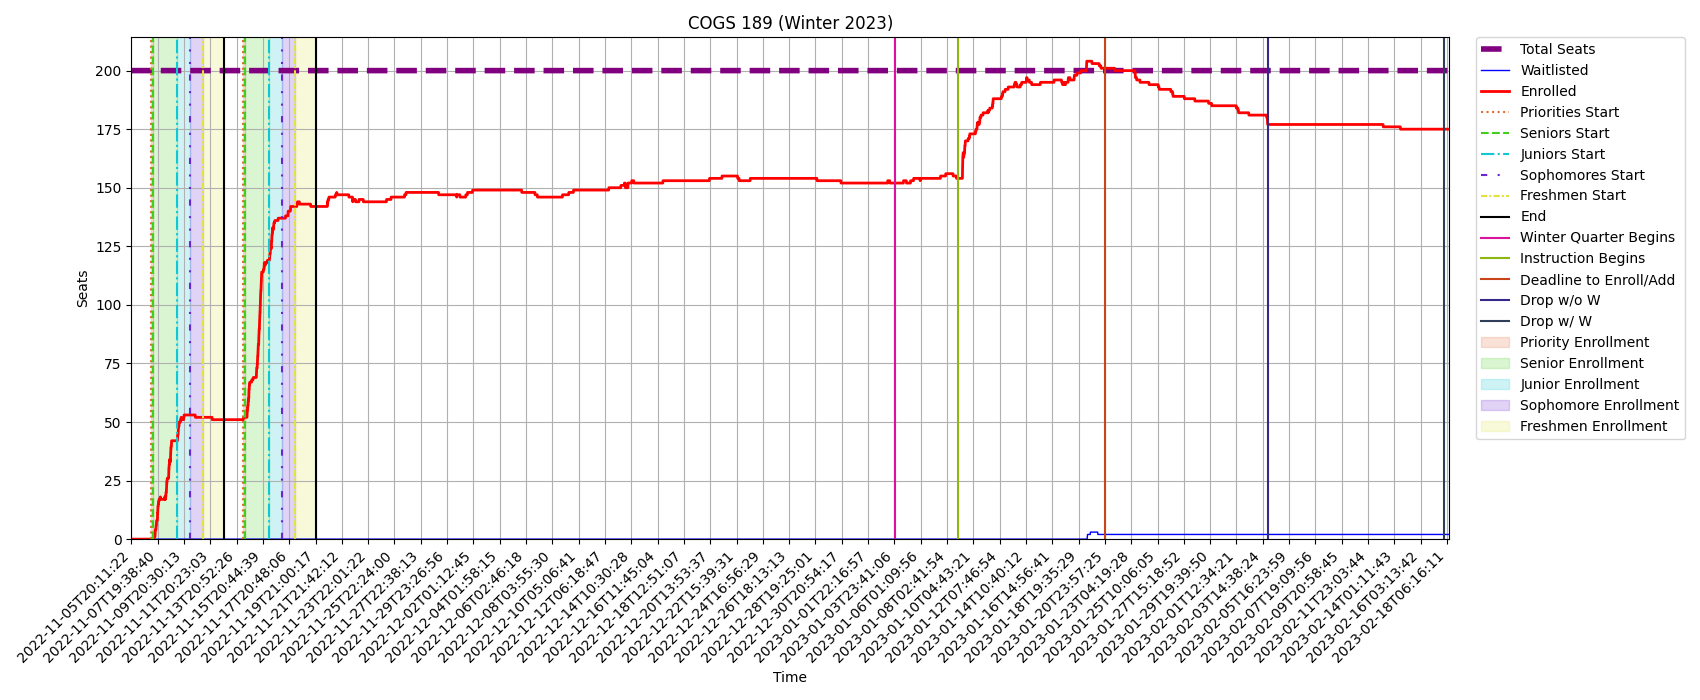 COGS 189 (Winter 2023)
Seats
200
175
150
125
100
75
50
25
0
2022-11-05T20:11:22
2022-11-07T19:38:40
2022-11-09T20:30:13
2022-11-11T20:23:03
2022-11-13T20:52:26
2022-11-15T20:44:39
2022-11-17T20:48:06
2022-11-19T21:00:17
2022-11-21T21:42:12
2022-11-23T22:01:22
2022-11-25T22:24:00
2022-11-27T22:38:13
2022-11-29T23:26:56
2022-12-02T01:12:45
2022-12-04T01:58:15
2022-12-06T02:46:18
2022-12-08T03:55:30
2022-12-10T05:06:41
2022-12-12T06:18:47
2022-12-14T10:30:28
2022-12-16T11:45:04
2022-12-18T12:51:07
2022-12-20T13:53:37
2022-12-22T15:39:31
2022-12-24T16:56:29
2022-12-26T18:13:13
2022-12-28T19:25:01
2022-12-30T20:54:17
2023-01-01T22:16:57
2023-01-03T23:41:06
2023-01-06T01:09:56
2023-01-08T02:41:54
2023-01-10T04:43:21
2023-01-12T07:46:54
2023-01-14T10:40:12
2023-01-16T14:56:41
2023-01-18T19:35:29
2023-01-20T23:57:25
2023-01-23T04:19:28
2023-01-25T10:06:05
2023-01-27T15:18:52
2023-01-29T19:39:50
2023-02-01T12:34:21
2023-02-03T14:38:24
2023-02-05T16:23:59
2023-02-07T19:09:56
2023-02-09T20:58:45
2023-02-11T23:03:44
2023-02-14T01:11:43
2023-02-16T03:13:42
2023-02-18T06:16:11
Time
Total Seats
Waitlisted
Enrolled
Priorities Start
Seniors Start
Juniors Start
Sophomores Start
Freshmen Start
End
Winter Quarter Begins
Instruction Begins
Deadline to Enroll/Add
Drop w/o W
Drop w/ W
Priority Enrollment
Senior Enrollment
Junior Enrollment
Sophomore Enrollment
Freshmen Enrollment